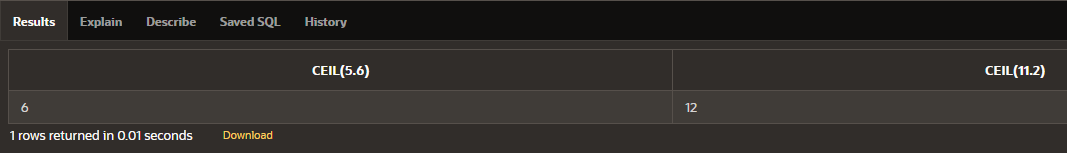 Results Explain Describe Saved SQL History
CEIL(5.6) CEIL(11.2)
6 12
1 rows returned in 0.01 seconds Download